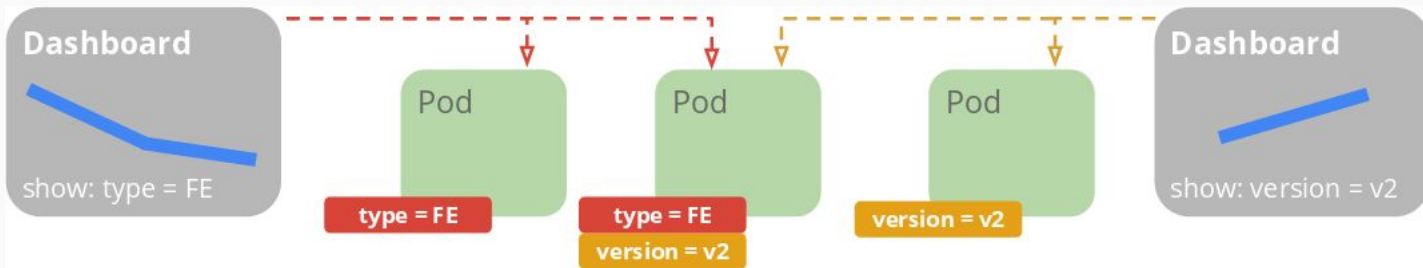 Dashboard
show: type = FE
Pod
type = FE
Pod
type = FE
version = v2
Pod
version = v2
Dashboard
show: version = v2